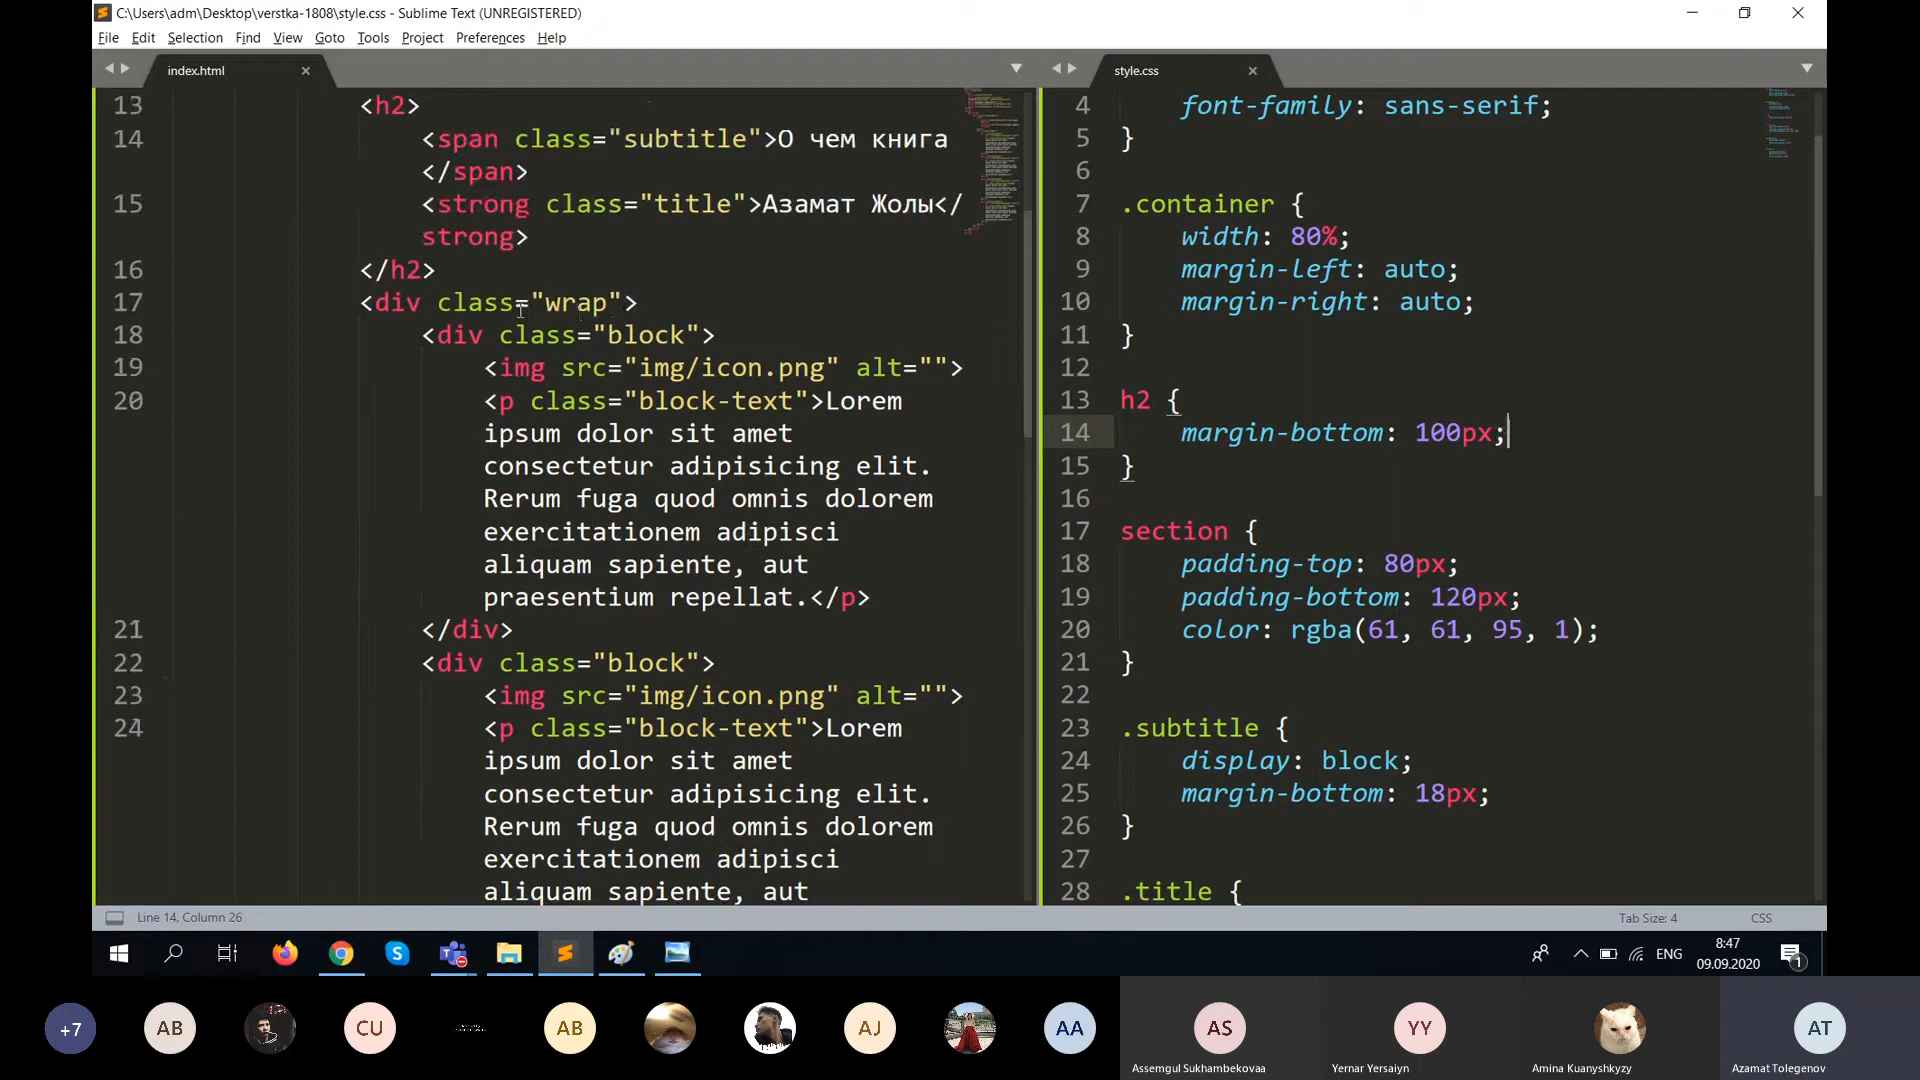 C:\Users\adm\Desktop\verstka-1808\style.css - Sublime Text (UNREGISTERED)
File Edit Selection Find View Goto Tools Project Preferences Help
index.html
13 <h2>
14 <span class="subtitle">О чем книга
</span>
15 <strong class="title">Азамат Жолы</
strong>
16 </h2>
17 <div class="wrap">
18 <div class="block">
19 <img src="img/icon.png" alt="">
20 <p class="block-text">Lorem
ipsum dolor sit amet
consectetur adipisicing elit.
Rerum fuga quod omnis dolorem
exercitationem adipisci
aliquam sapiente, aut
praesentium repellat.</p>
21 </div>
22 <div class="block">
23 <img src="img/icon.png" alt="">
24 <p class="block-text">Lorem
ipsum dolor sit amet
consectetur adipisicing elit.
Rerum fuga quod omnis dolorem
exercitationem adipisci
aliquam sapiente, aut
style.css
4 font-family: sans-serif;
5 }
6
7 .container {
8 width: 80%;
9 margin-left: auto;
10 margin-right: auto;
11 }
12
13 h2 {
14 margin-bottom: 100px;
15 }
16
17 section {
18 padding-top: 80px;
19 padding-bottom: 120px;
20 color: rgba(61, 61, 95, 1);
21 }
22
23 .subtitle {
24 display: block;
25 margin-bottom: 18px;
26 }
27
28 .title {
Line 14, Column 26
Tab Size: 4
CSS
ENG
8:47
09.09.2020
1
+7
AB
CU
AB
AJ
AA
AS
YY
AT
Assemgul Sukhambekovaa
Yernar Yersaiyn
Amina Kuanyshkyzy
Azamat Tolegenov